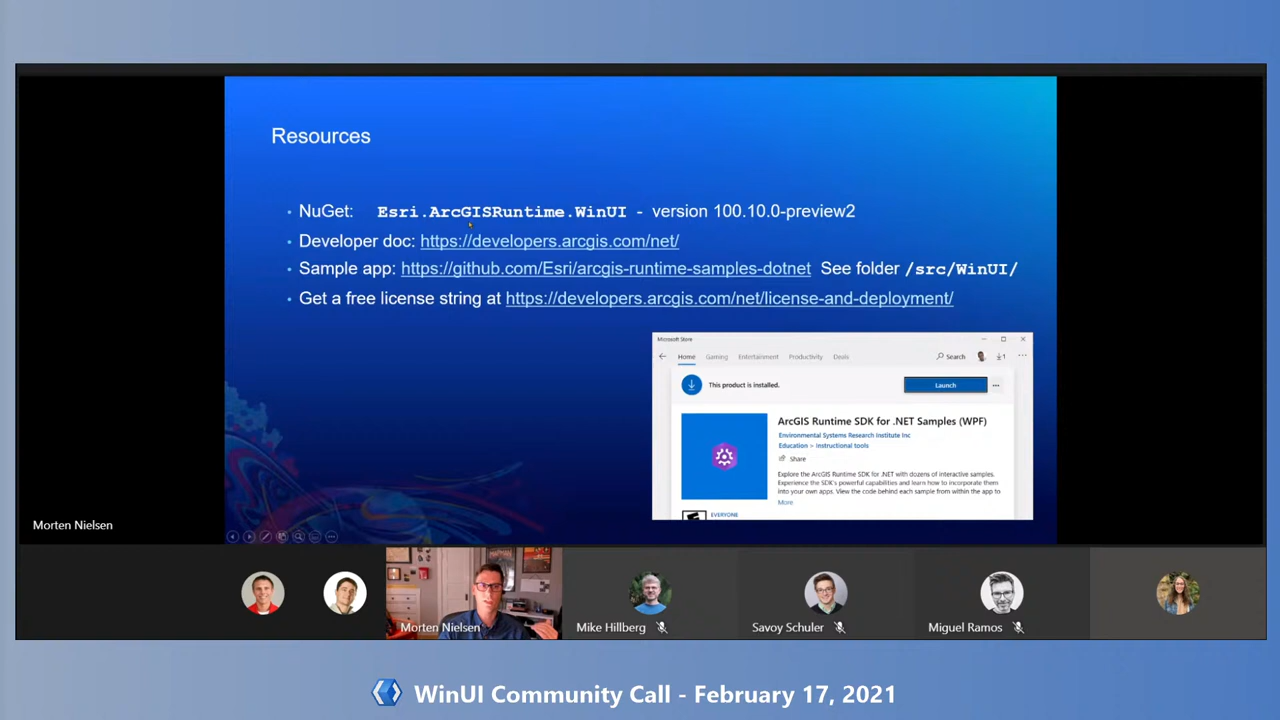 Resources
• NuGet: Esri.ArcGISRuntime.WinUI - version 100.10.0-preview2
• Developer doc: https://developers.arcgis.com/net/
• Sample app: https://github.com/Esri/arcgis-runtime-samples-dotnet See folder /src/WinUI/
• Get a free license string at https://developers.arcgis.com/net/license-and-deployment/
Microsoft Store
Home Gaming Entertainment Productivity Deals Search 1
This product is installed. Launch
ArcGIS Runtime SDK for .NET Samples (WPF)
Environmental Systems Research Institute Inc
Education > Instructional tools
Share
Explore the ArcGIS Runtime SDK for .NET with dozens of interactive samples.
Experience the SDK's powerful capabilities and learn how to incorporate them
into your own apps. View the code behind each sample from within the app to
More
EVERYONE
Morten Nielsen
Morten Nielsen
Mike Hillberg
Savoy Schuler
Miguel Ramos
WinUI Community Call - February 17, 2021